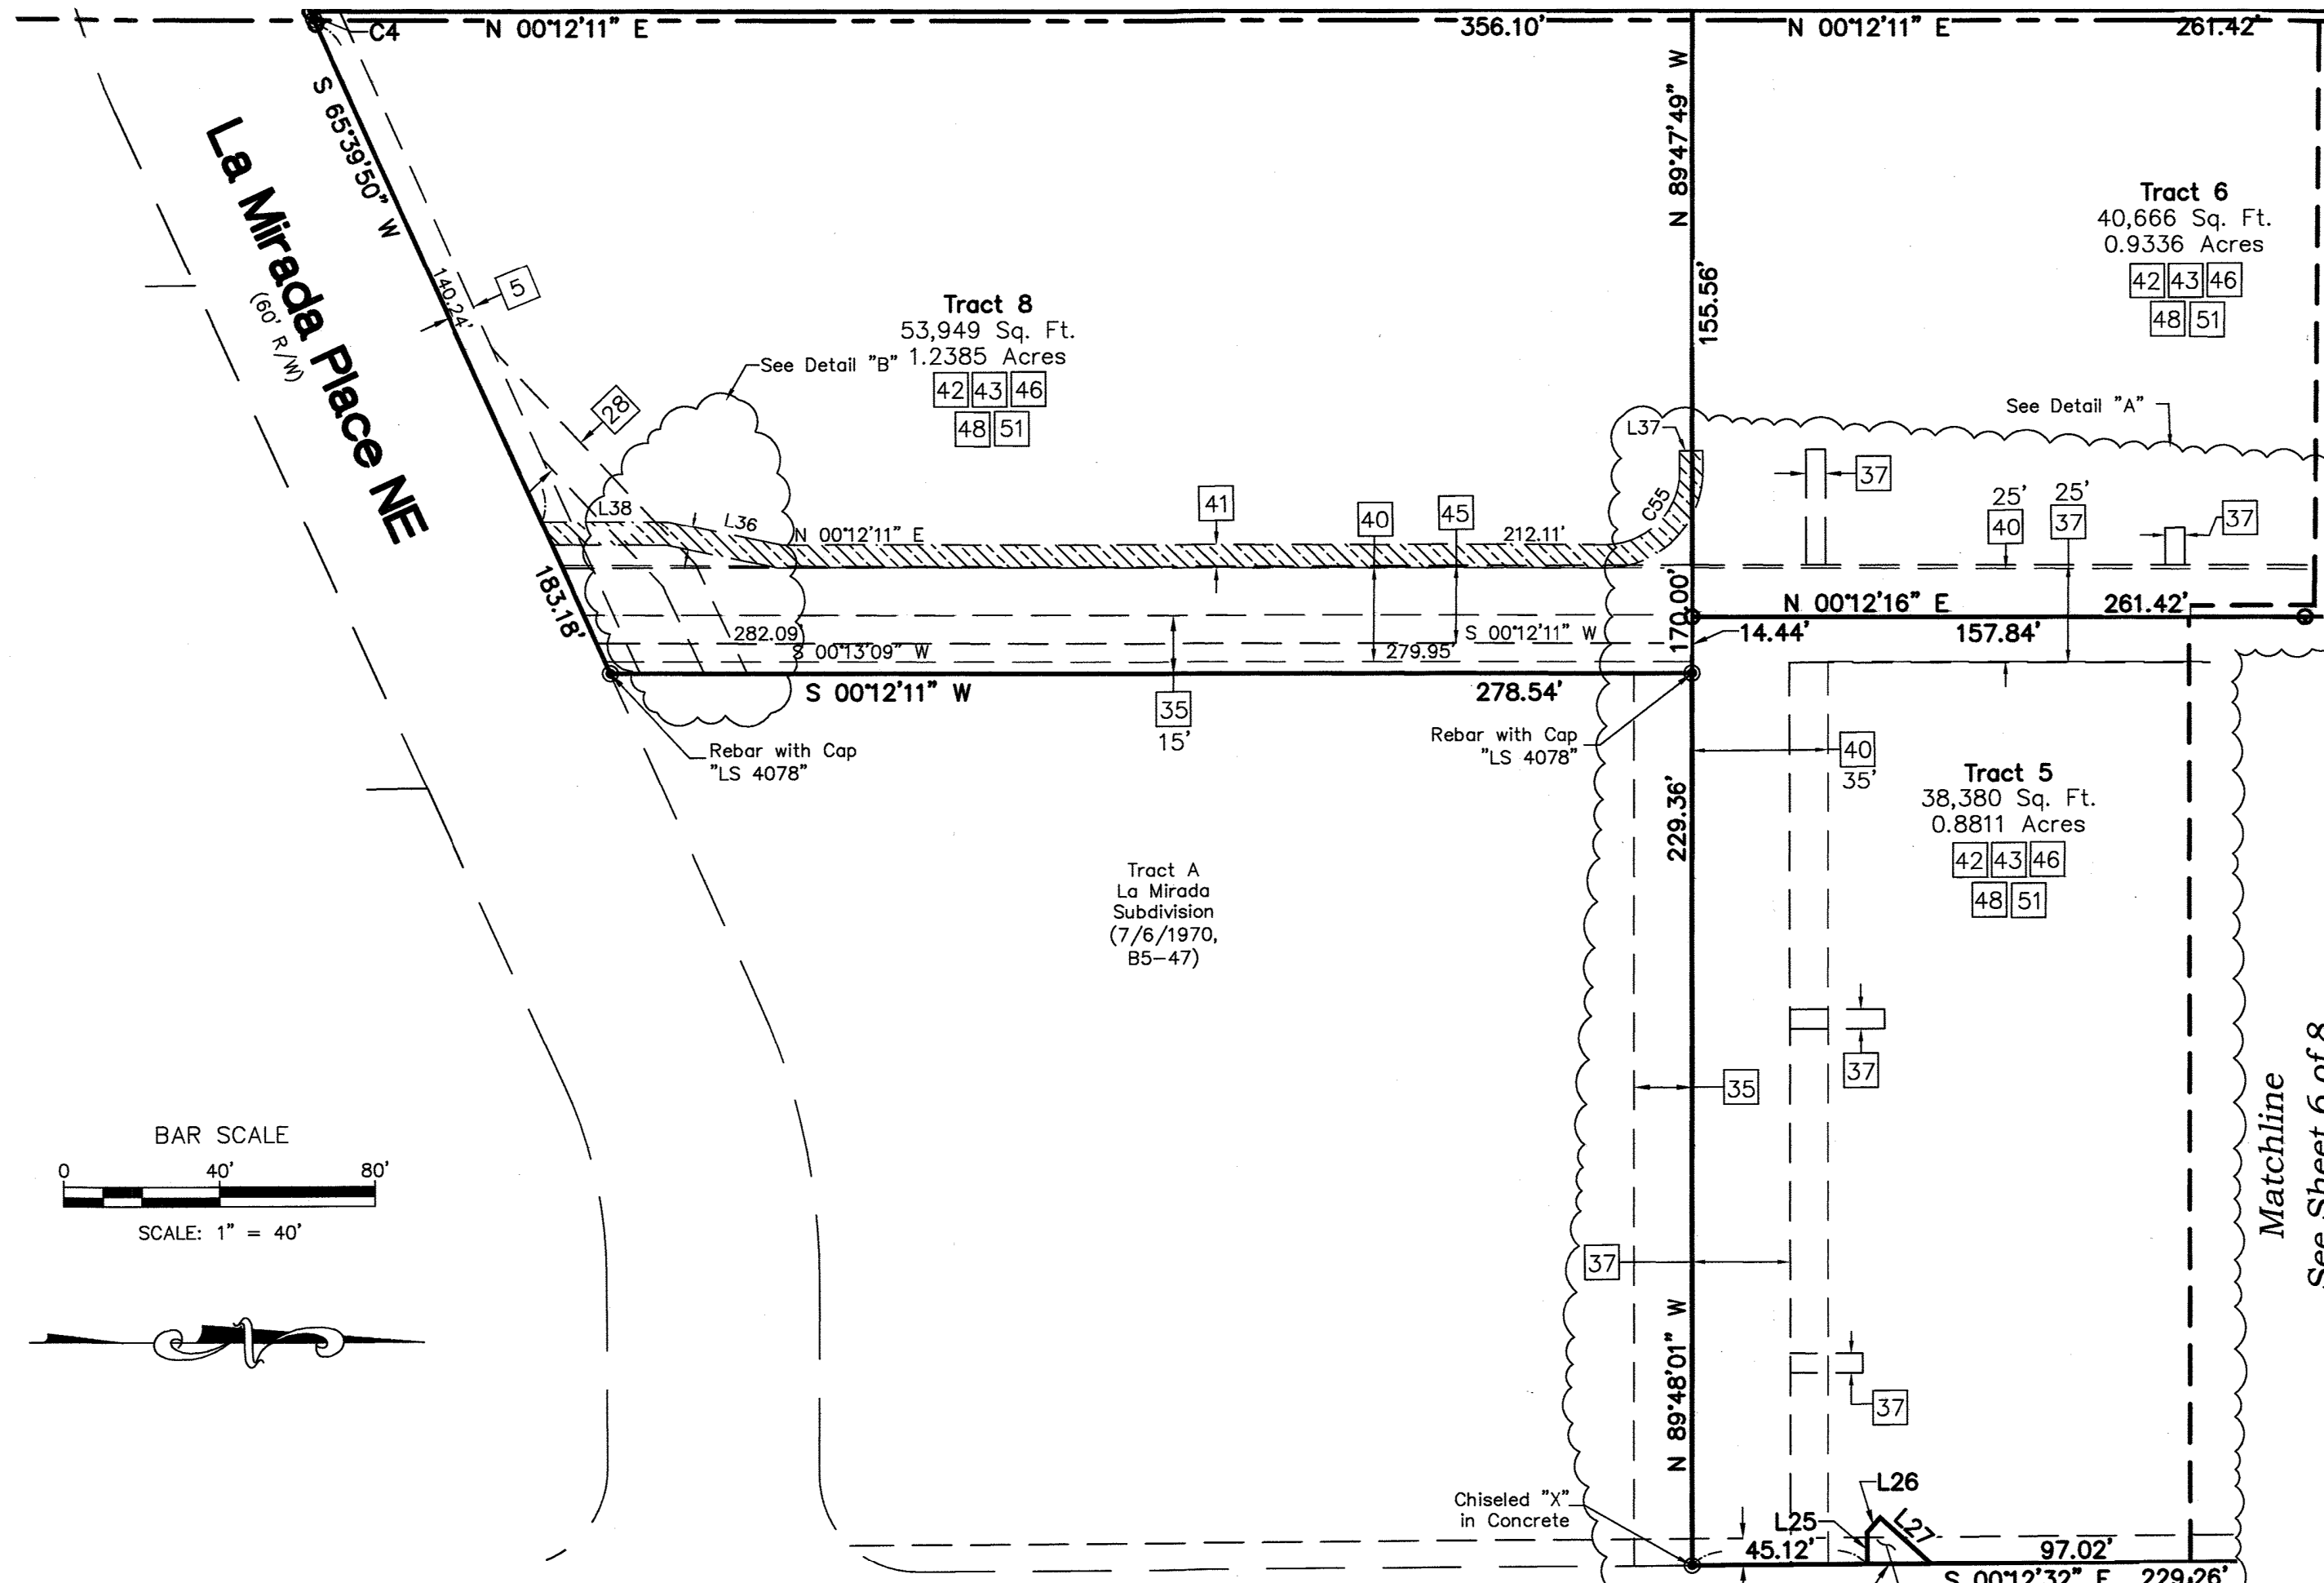 C4
N 00°12'11" E
356.10'
N 00°12'11" E
261.42'
S 65°39'50" W
N 89°47'49" W
La Mirada Place NE
(60' R/W)
140.24'
5
Tract 8
53,949 Sq. Ft.
1.2385 Acres
42 43 46
48 51
See Detail "B"
28
155.56'
Tract 6
40,666 Sq. Ft.
0.9336 Acres
42 43 46
48 51
See Detail "A"
L37
37
C55
L38
L36
N 00°12'11" E
41
40
45
212.11'
25'
40
25'
37
37
183.18'
170.00'
N 00°12'16" E
261.42'
282.09'
S 00°12'11" W
14.44'
157.84'
S 00°13'09" W
279.95'
S 00°12'11" W
278.54'
35
15'
Rebar with Cap
"LS 4078"
Rebar with Cap
"LS 4078"
40
35'
229.36'
Tract 5
38,380 Sq. Ft.
0.8811 Acres
42 43 46
48 51
Tract A
La Mirada
Subdivision
(7/6/1970,
B5-47)
37
35
BAR SCALE
0 40' 80'
SCALE: 1" = 40'
Matchline
See Sheet 6 of 8
37
N 89°48'01" W
37
Chiseled "X"
in Concrete
L26
L25
L27
45.12'
97.02'
S 00°12'32" E
229.26'